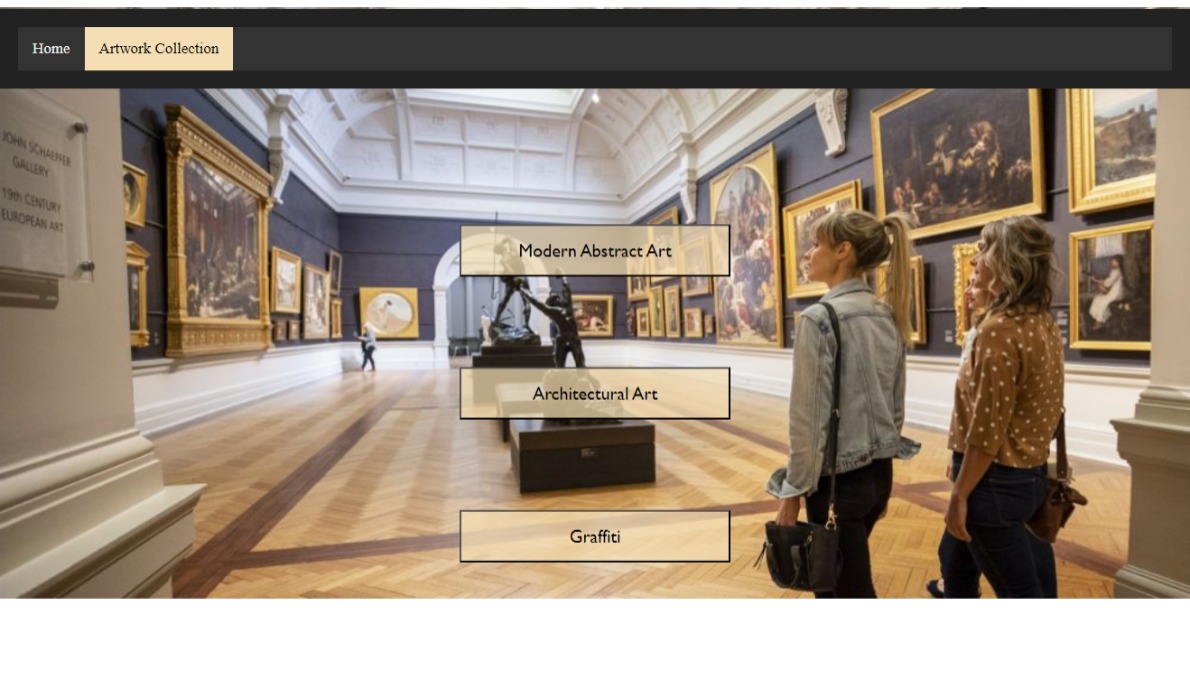 Home
Artwork Collection
JOHN SCHAEFFER
GALLERY
19th CENTURY
EUROPEAN ART
Modern Abstract Art
Architectural Art
Graffiti